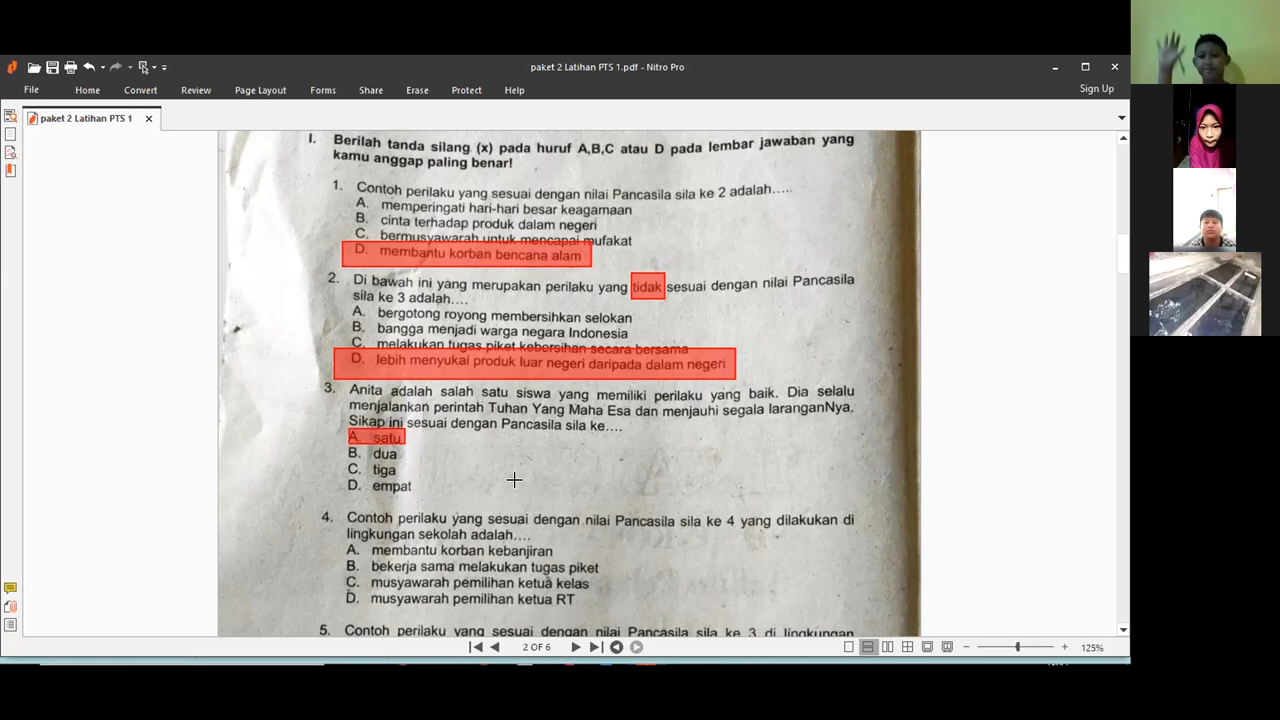 paket 2 Latihan PTS 1.pdf - Nitro Pro
File Home Convert Review Page Layout Forms Share Erase Protect Help Sign Up
paket 2 Latihan PTS 1
I. Berilah tanda silang (x) pada huruf A,B,C atau D pada lembar jawaban yang
kamu anggap paling benar!
1. Contoh perilaku yang sesuai dengan nilai Pancasila sila ke 2 adalah.....
A. memperingati hari-hari besar keagamaan
B. cinta terhadap produk dalam negeri
C. bermusyawarah untuk mencapai mufakat
D. membantu korban bencana alam
2. Di bawah ini yang merupakan perilaku yang tidak sesuai dengan nilai Pancasila
sila ke 3 adalah....
A. bergotong royong membersihkan selokan
B. bangga menjadi warga negara Indonesia
C. melakukan tugas piket kebersihan secara bersama
D. lebih menyukai produk luar negeri daripada dalam negeri
3. Anita adalah salah satu siswa yang memiliki perilaku yang baik. Dia selalu
menjalankan perintah Tuhan Yang Maha Esa dan menjauhi segala laranganNya.
Sikap ini sesuai dengan Pancasila sila ke....
A. satu
B. dua
C. tiga
D. empat
4. Contoh perilaku yang sesuai dengan nilai Pancasila sila ke 4 yang dilakukan di
lingkungan sekolah adalah....
A. membantu korban kebanjiran
B. bekerja sama melakukan tugas piket
C. musyawarah pemilihan ketua kelas
D. musyawarah pemilihan ketua RT
5. Contoh perilaku yang sesuai dengan nilai Pancasila sila ke 3 di lingkungan
2 OF 6
125%